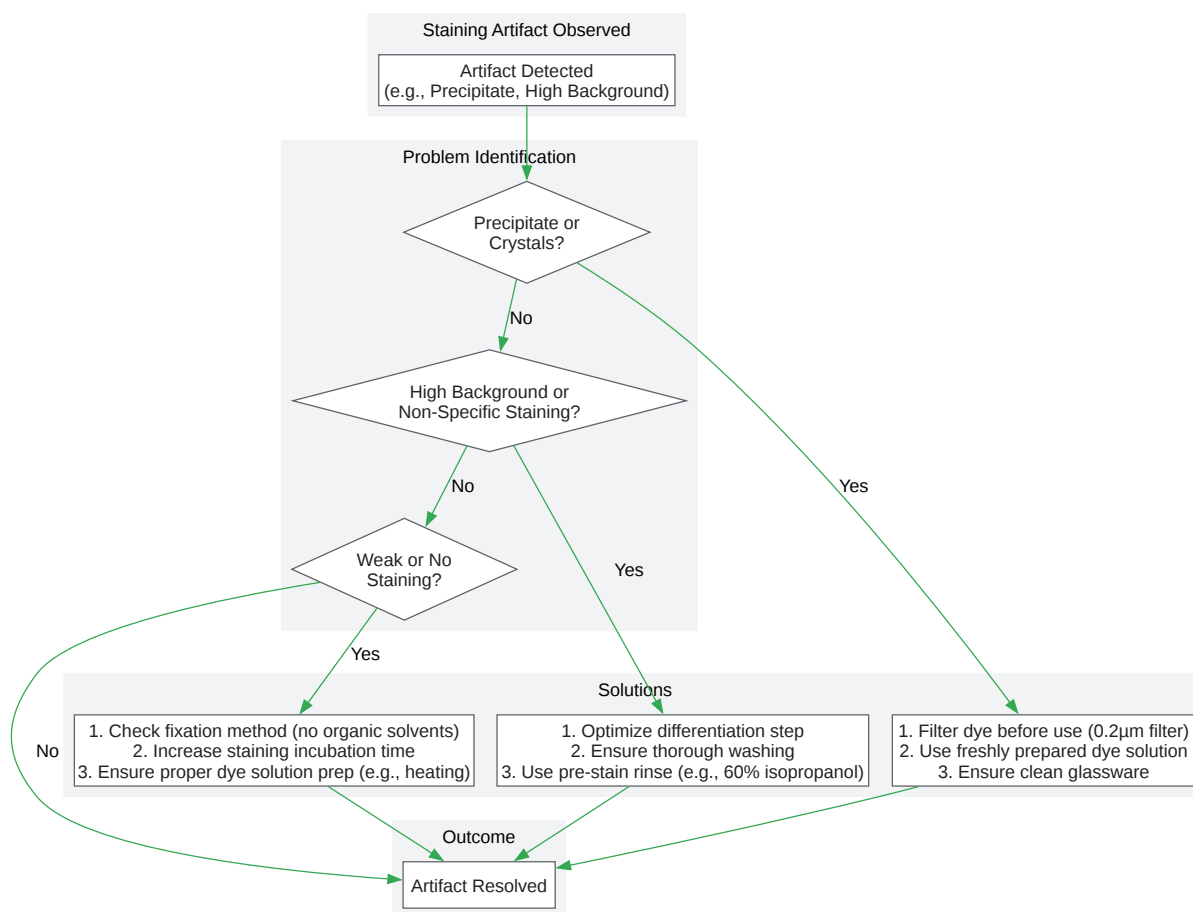 Staining Artifact Observed
Artifact Detected
(e.g., Precipitate, High Background)
Problem Identification
Precipitate or
Crystals?
No
High Background or
Non-Specific Staining?
No
Yes
Weak or No
Staining?
Yes
Yes
No
Solutions
1. Check fixation method (no organic solvents)
2. Increase staining incubation time
3. Ensure proper dye solution prep (e.g., heating)
1. Optimize differentiation step
2. Ensure thorough washing
3. Use pre-stain rinse (e.g., 60% isopropanol)
1. Filter dye before use (0.2µm filter)
2. Use freshly prepared dye solution
3. Ensure clean glassware
Outcome
Artifact Resolved